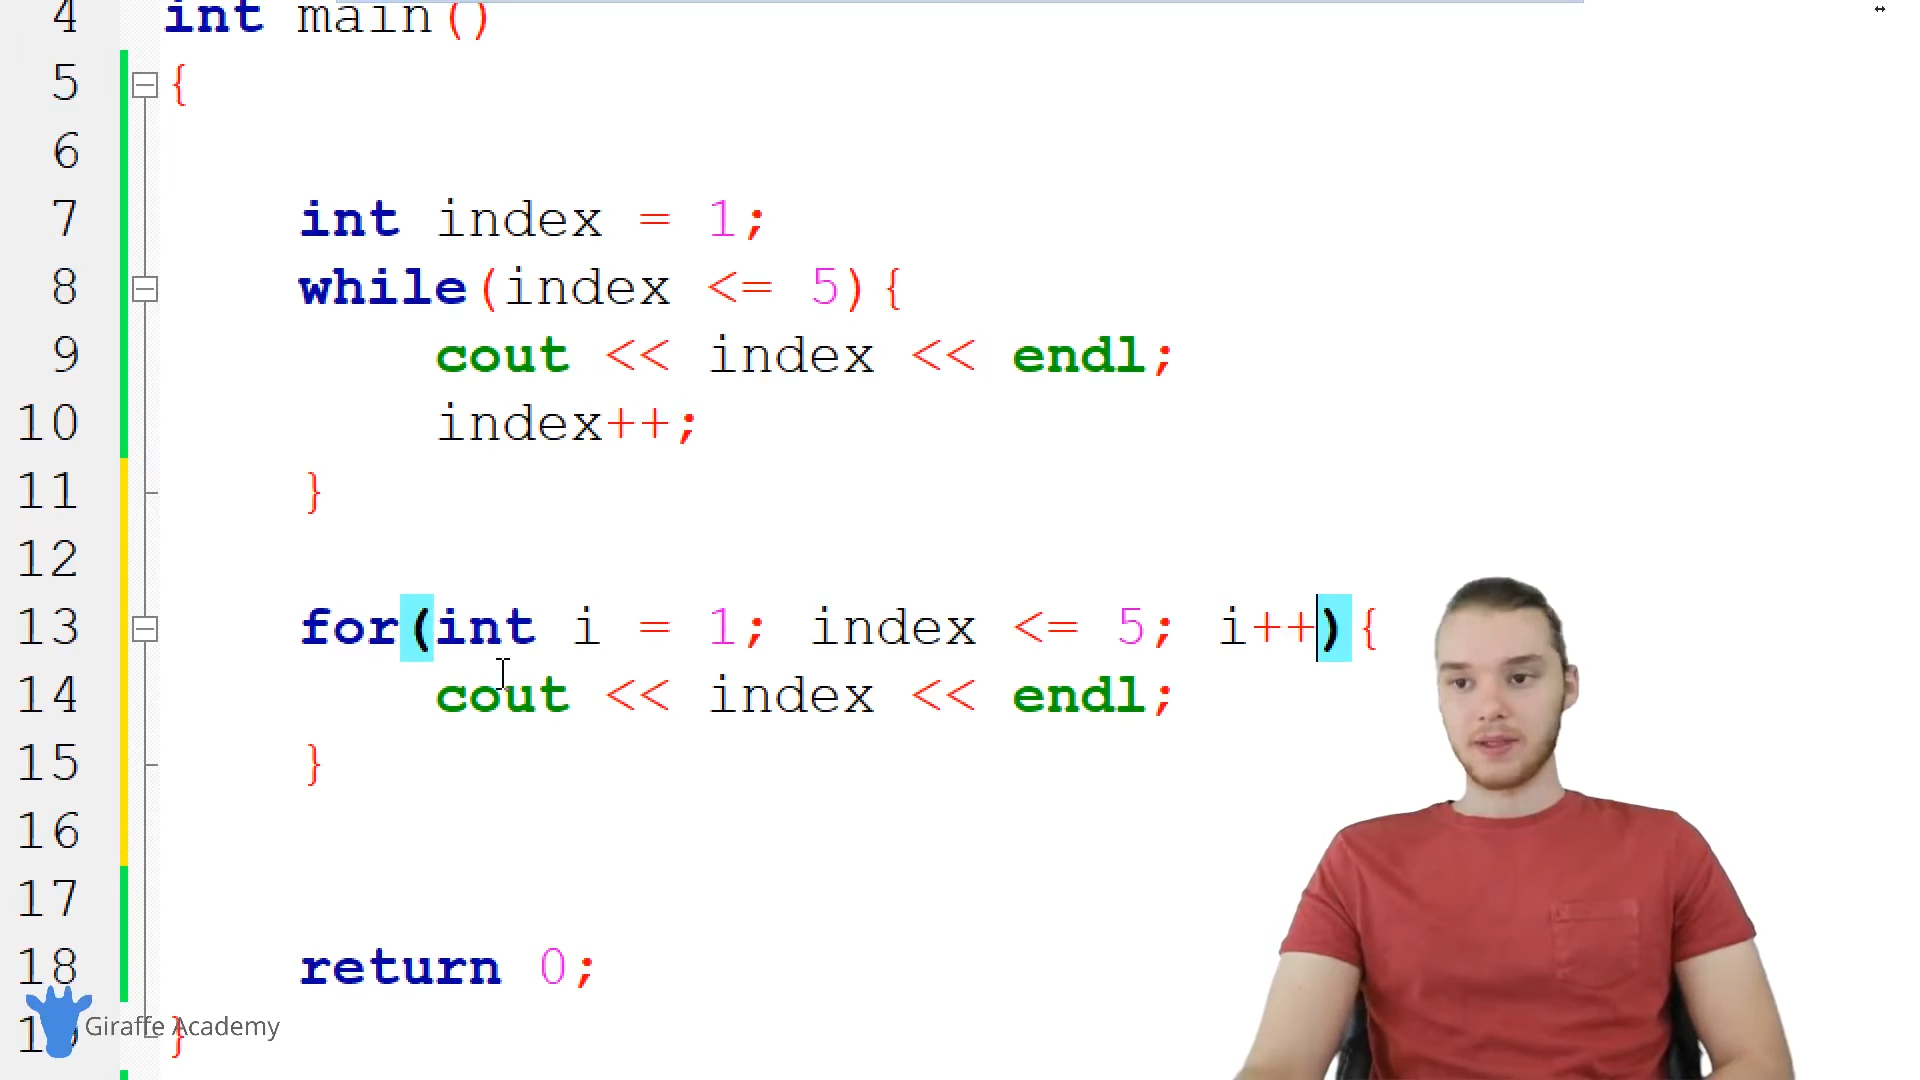 4 int main()
5 {
6
7 int index = 1;
8 while(index <= 5){
9 cout << index << endl;
10 index++;
11 }
12
13 for(int i = 1; index <= 5; i++){
14 cout << index << endl;
15 }
16
17
18 return 0;
19 }
Giraffe Academy